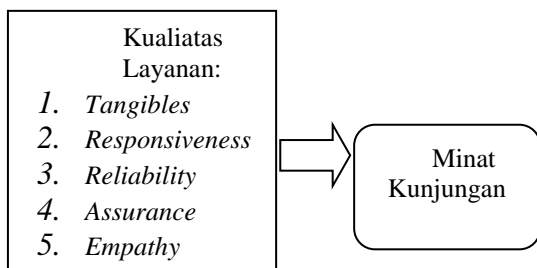 Kualiatas
Layanan:
1. Tangibles
2. Responsiveness
3. Reliability
4. Assurance
5. Empathy
Minat
Kunjungan